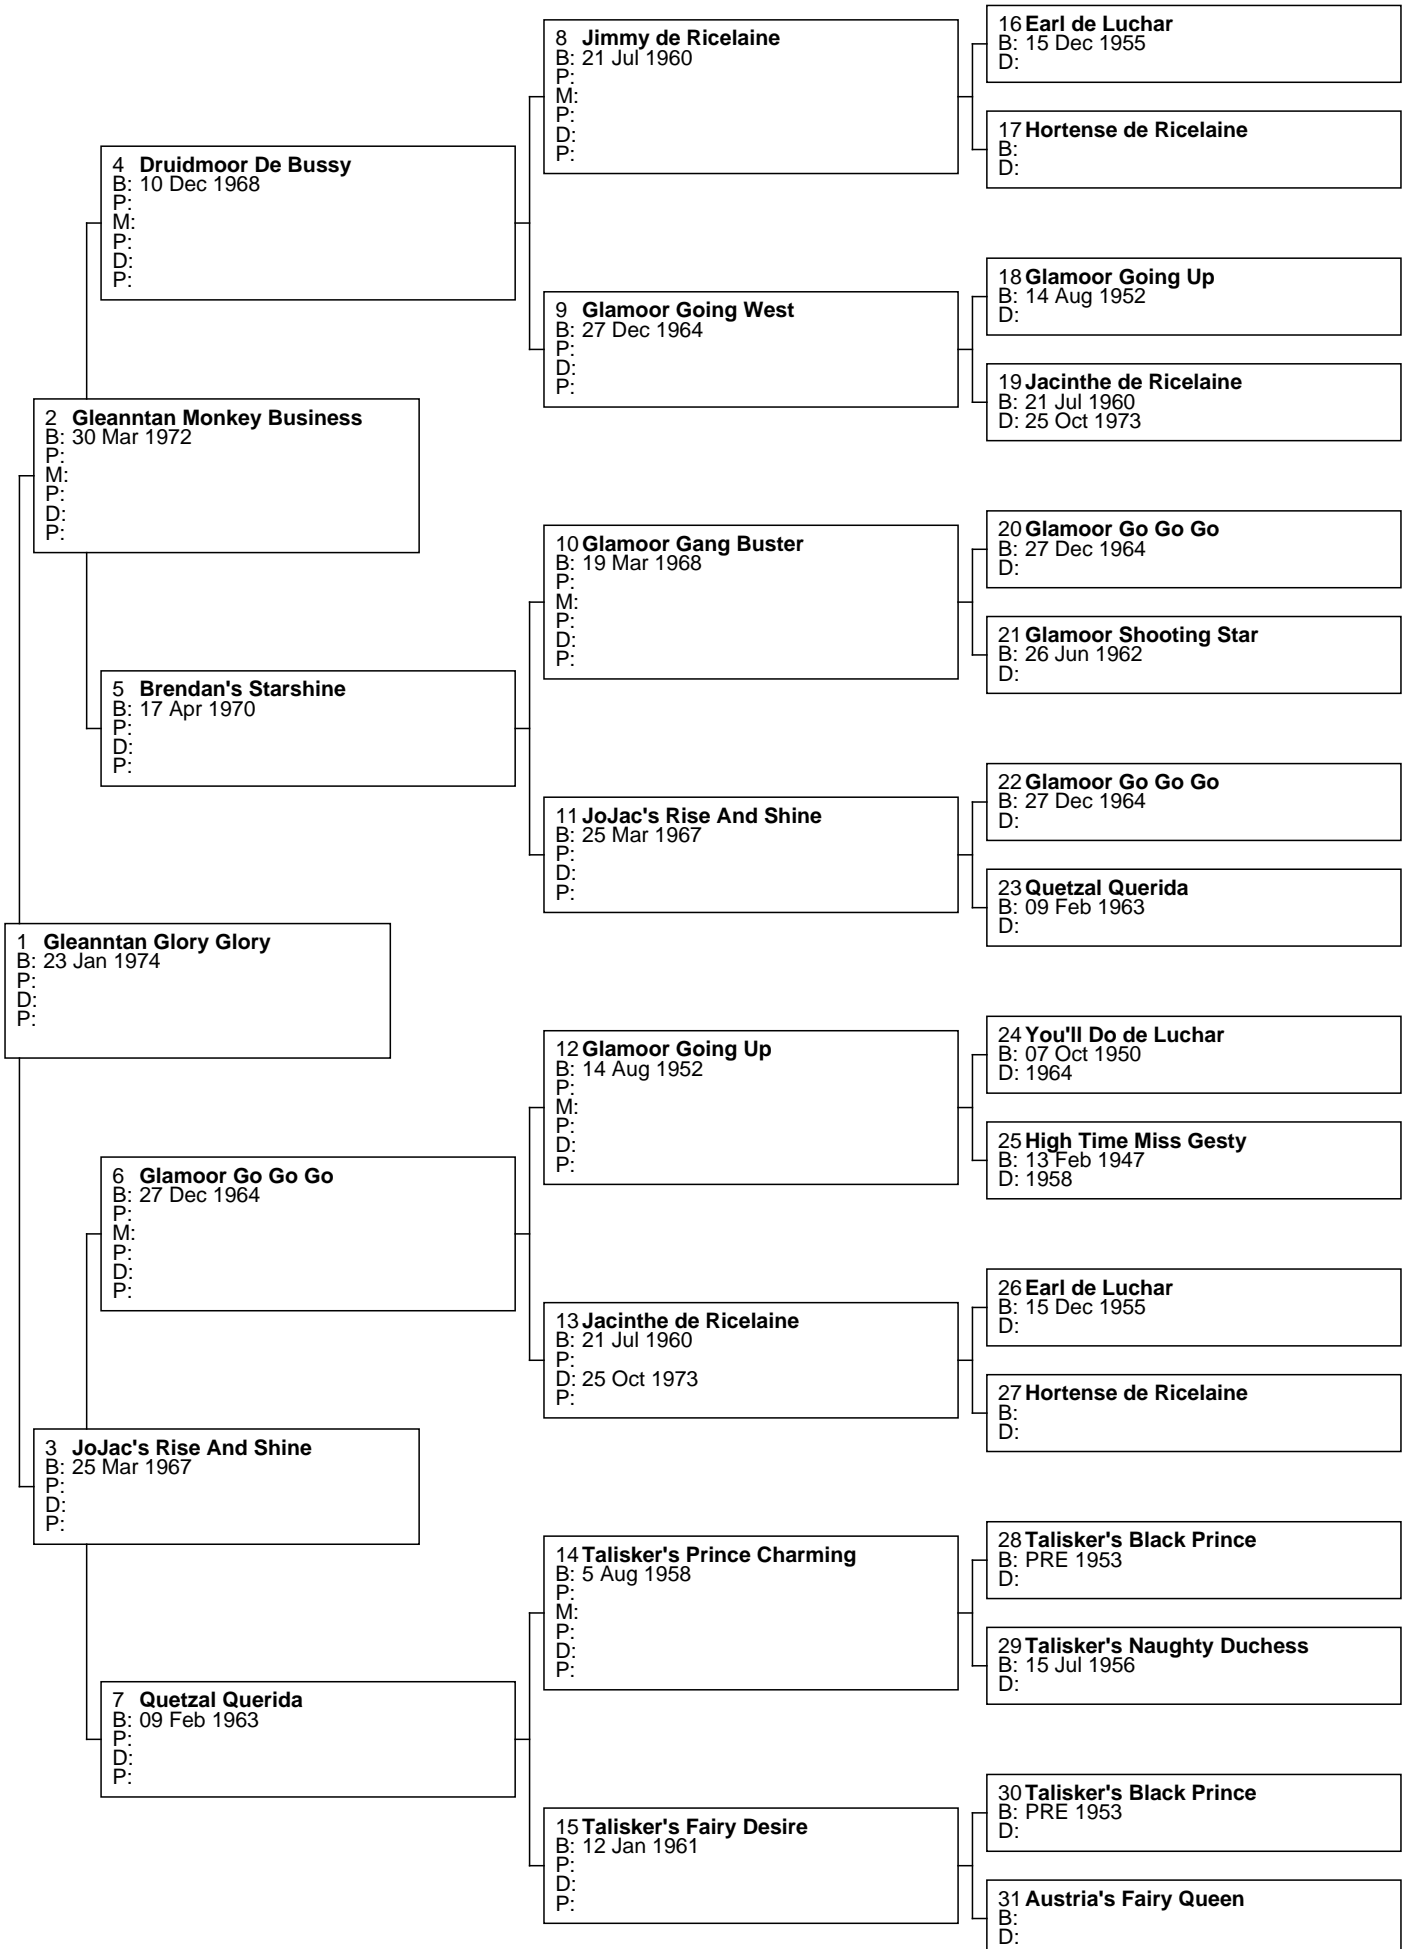 1 Gleanntan Glory Glory
B: 23 Jan 1974
P:
D:
P:
2 Gleanntan Monkey Business
B: 30 Mar 1972
P:
M:
P:
D:
P:
3 JoJac's Rise And Shine
B: 25 Mar 1967
P:
D:
P:
4 Druidmoor De Bussy
B: 10 Dec 1968
P:
M:
P:
D:
P:
5 Brendan's Starshine
B: 17 Apr 1970
P:
D:
P:
6 Glamoor Go Go Go
B: 27 Dec 1964
P:
M:
P:
D:
P:
7 Quetzal Querida
B: 09 Feb 1963
P:
D:
P:
8 Jimmy de Ricelaine
B: 21 Jul 1960
P:
M:
P:
D:
P:
9 Glamoor Going West
B: 27 Dec 1964
P:
D:
P:
10 Glamoor Gang Buster
B: 19 Mar 1968
P:
M:
P:
D:
P:
11 JoJac's Rise And Shine
B: 25 Mar 1967
P:
D:
P:
12 Glamoor Going Up
B: 14 Aug 1952
P:
M:
P:
D:
P:
13 Jacinthe de Ricelaine
B: 21 Jul 1960
P:
D: 25 Oct 1973
P:
14 Talisker's Prince Charming
B: 5 Aug 1958
P:
M:
P:
D:
P:
15 Talisker's Fairy Desire
B: 12 Jan 1961
P:
D:
P:
16 Earl de Luchar
B: 15 Dec 1955
D:
17 Hortense de Ricelaine
B:
D:
18 Glamoor Going Up
B: 14 Aug 1952
D:
19 Jacinthe de Ricelaine
B: 21 Jul 1960
D: 25 Oct 1973
20 Glamoor Go Go Go
B: 27 Dec 1964
D:
21 Glamoor Shooting Star
B: 26 Jun 1962
D:
22 Glamoor Go Go Go
B: 27 Dec 1964
D:
23 Quetzal Querida
B: 09 Feb 1963
D:
24 You'll Do de Luchar
B: 07 Oct 1950
D: 1964
25 High Time Miss Gesty
B: 13 Feb 1947
D: 1958
26 Earl de Luchar
B: 15 Dec 1955
D:
27 Hortense de Ricelaine
B:
D:
28 Talisker's Black Prince
B: PRE 1953
D:
29 Talisker's Naughty Duchess
B: 15 Jul 1956
D:
30 Talisker's Black Prince
B: PRE 1953
D:
31 Austria's Fairy Queen
B:
D: